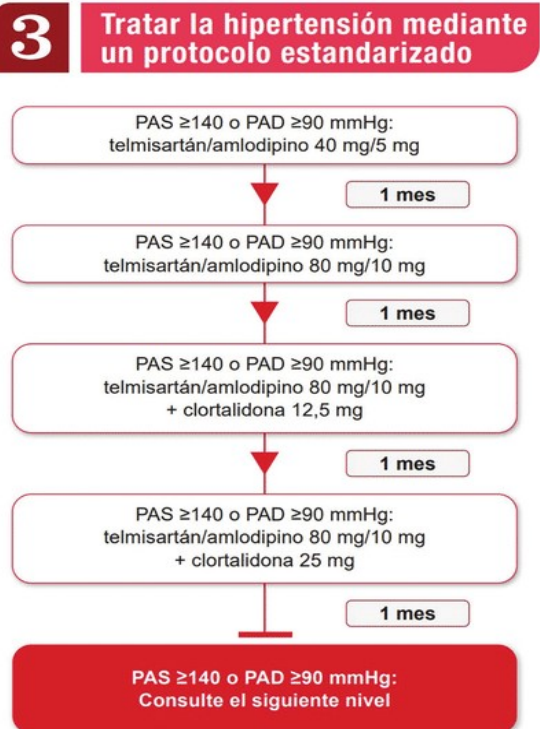 3
Tratar la hipertensión mediante
un protocolo estandarizado
PAS ≥140 o PAD ≥90 mmHg:
telmisartán/amlodipino 40 mg/5 mg
1 mes
PAS ≥140 o PAD ≥90 mmHg:
telmisartán/amlodipino 80 mg/10 mg
1 mes
PAS ≥140 o PAD ≥90 mmHg:
telmisartán/amlodipino 80 mg/10 mg
+ clortalidona 12,5 mg
1 mes
PAS ≥140 o PAD ≥90 mmHg:
telmisartán/amlodipino 80 mg/10 mg
+ clortalidona 25 mg
1 mes
PAS ≥140 o PAD ≥90 mmHg:
Consulte el siguiente nivel